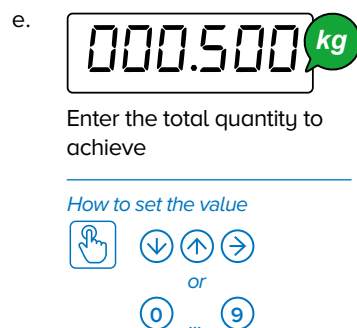 e.
000.500 kg
Enter the total quantity to
achieve
How to set the value
or
0 ... 9